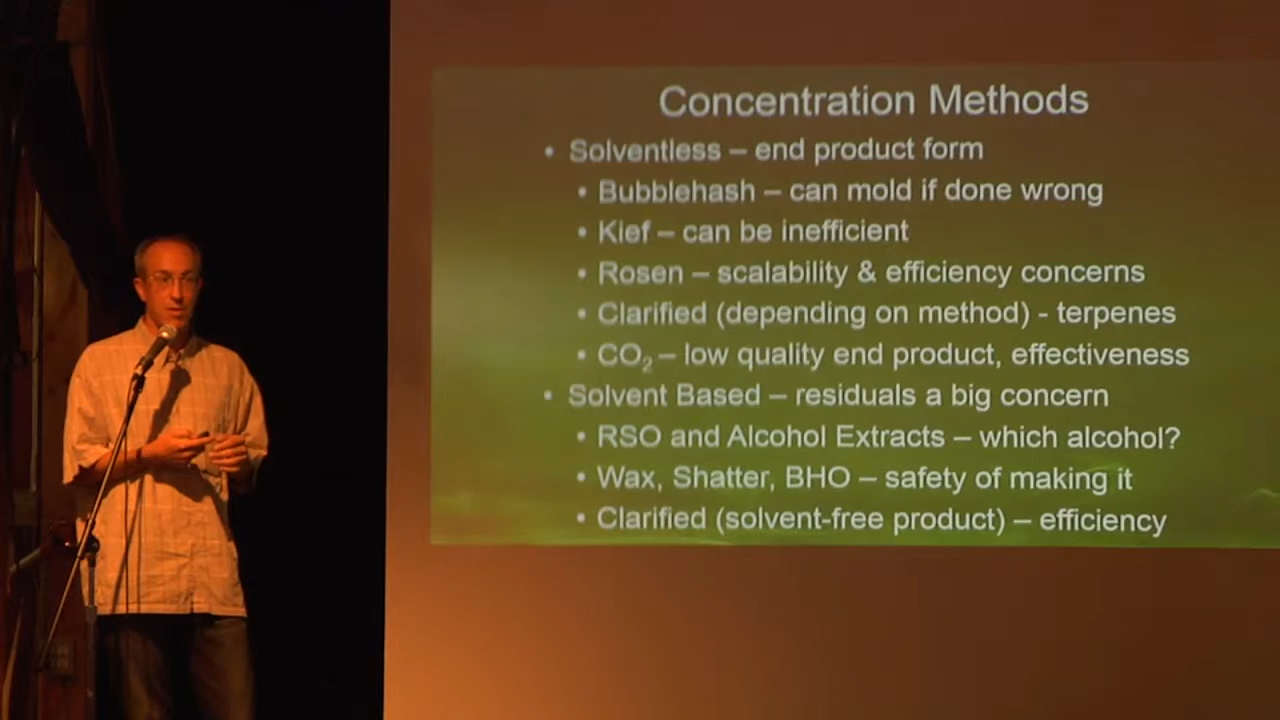 Concentration Methods
• Solventless – end product form
• Bubblehash – can mold if done wrong
• Kief – can be inefficient
• Rosen – scalability & efficiency concerns
• Clarified (depending on method) - terpenes
• CO₂ – low quality end product, effectiveness
• Solvent Based – residuals a big concern
• RSO and Alcohol Extracts – which alcohol?
• Wax, Shatter, BHO – safety of making it
• Clarified (solvent-free product) – efficiency